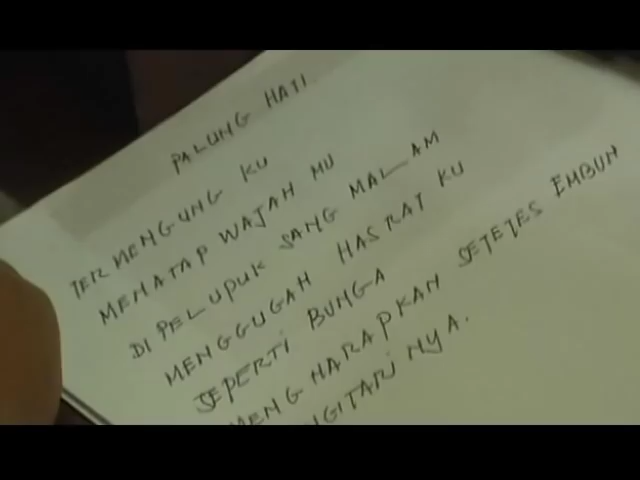 PALUNG HATI
TERMENGUNG KU
MENATAP WAJAH MU
DI PELUPUK SANG MALAM
MENGGUGAH HASRAT KU
SEPERTI BUNGA
MENGHARAPKAN SETETES EMBUN
NGITARI NYA.